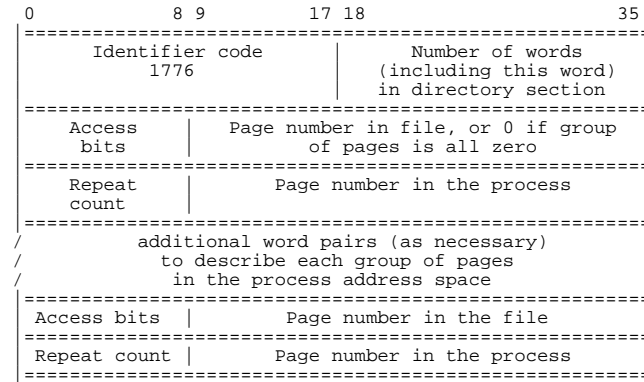 0 8 9 17 18 35
Identifier code Number of words
1776 (including this word)
in directory section
Access Page number in file, or 0 if group
bits of pages is all zero
Repeat Page number in the process
count
additional word pairs (as necessary)
to describe each group of pages
in the process address space
Access bits Page number in the file
Repeat count Page number in the process